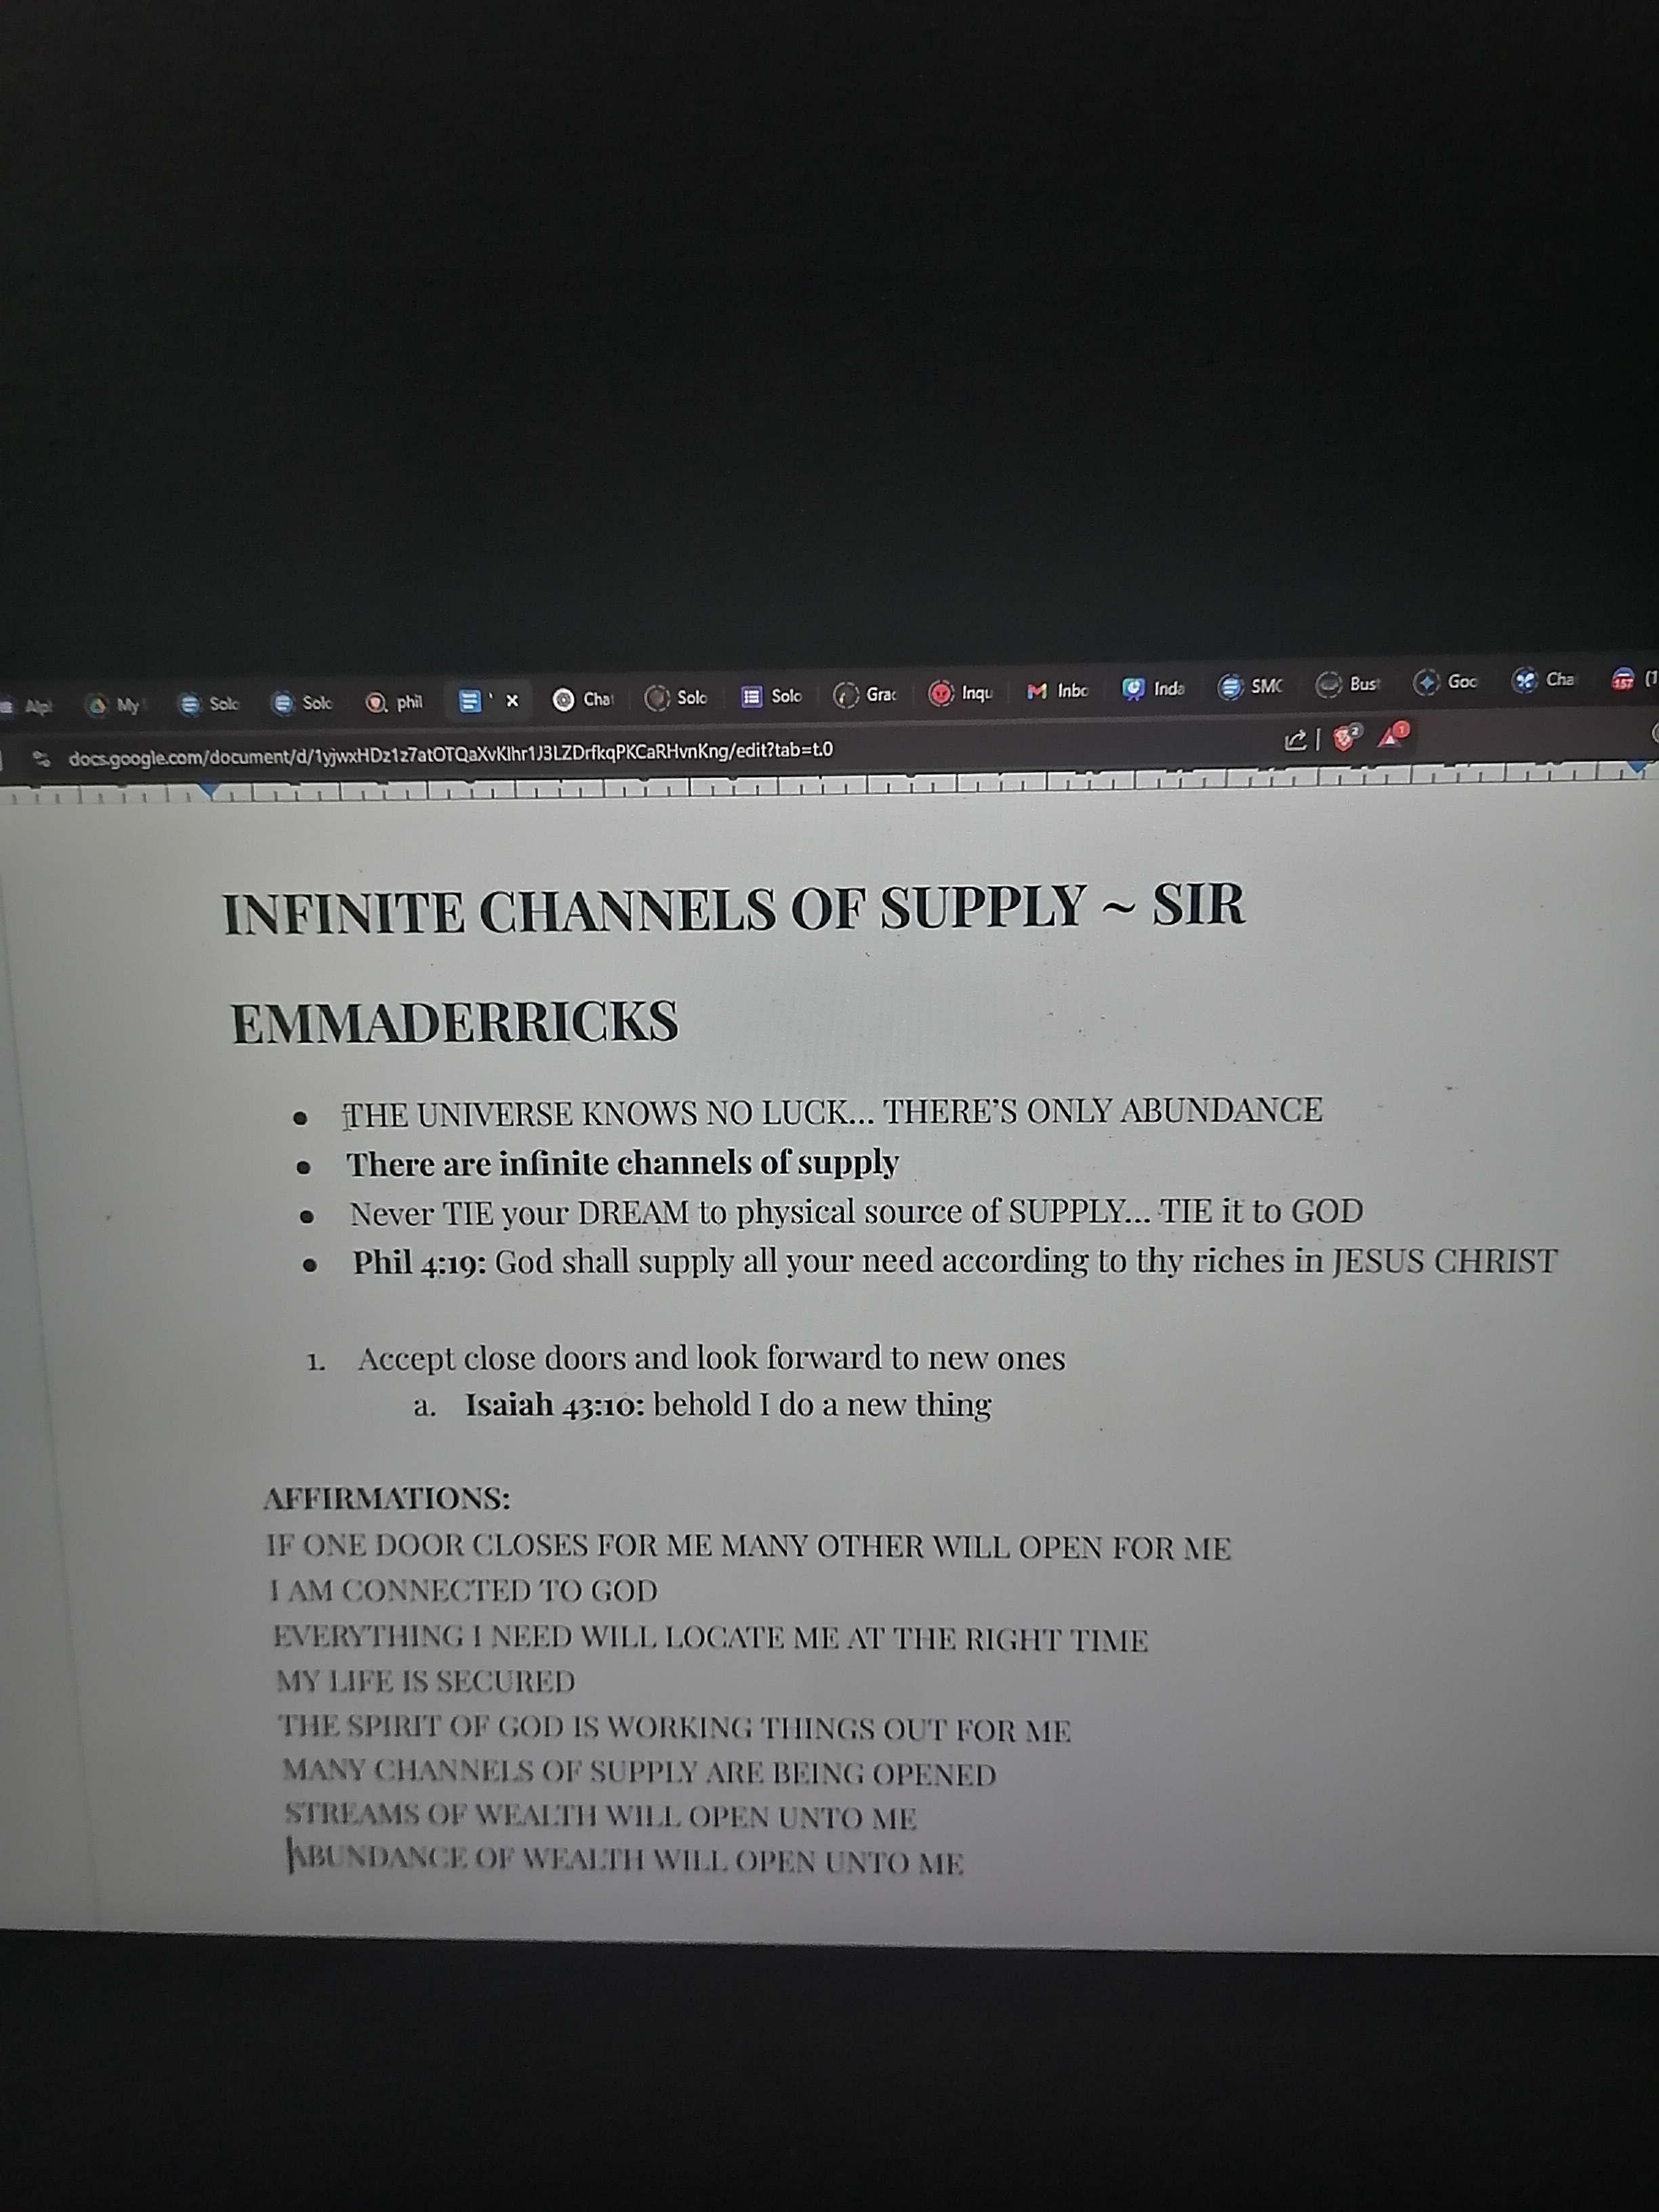 Alph
My
Solo
Solo
phil
Cha
Solo
Solo
Grac
Inqu
Inbo
Inda
SMC
Bust
Goo
Cha
157
(1
docs.google.com/document/d/1yjwxHDz1z7atOTQaXvKlhr1J3LZDrfkqPKCaRHvnKng/edit?tab=t.0
2
1
INFINITE CHANNELS OF SUPPLY ~ SIR
EMMADERRICKS
• THE UNIVERSE KNOWS NO LUCK... THERE'S ONLY ABUNDANCE
• There are infinite channels of supply
• Never TIE your DREAM to physical source of SUPPLY... TIE it to GOD
• Phil 4:19: God shall supply all your need according to thy riches in JESUS CHRIST
1. Accept close doors and look forward to new ones
a. Isaiah 43:10: behold I do a new thing
AFFIRMATIONS:
IF ONE DOOR CLOSES FOR ME MANY OTHER WILL OPEN FOR ME
I AM CONNECTED TO GOD
EVERYTHING I NEED WILL LOCATE ME AT THE RIGHT TIME
MY LIFE IS SECURED
THE SPIRIT OF GOD IS WORKING THINGS OUT FOR ME
MANY CHANNELS OF SUPPLY ARE BEING OPENED
STREAMS OF WEALTH WILL OPEN UNTO ME
ABUNDANCE OF WEALTH WILL OPEN UNTO ME